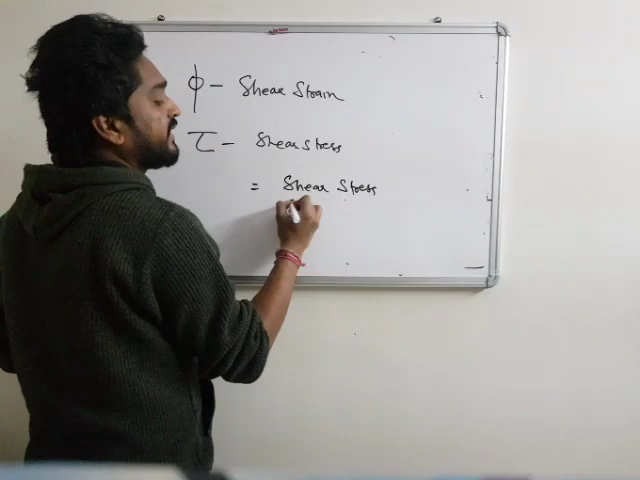 ϕ - Shear Strain
τ - Shear stress
= Shear Stress